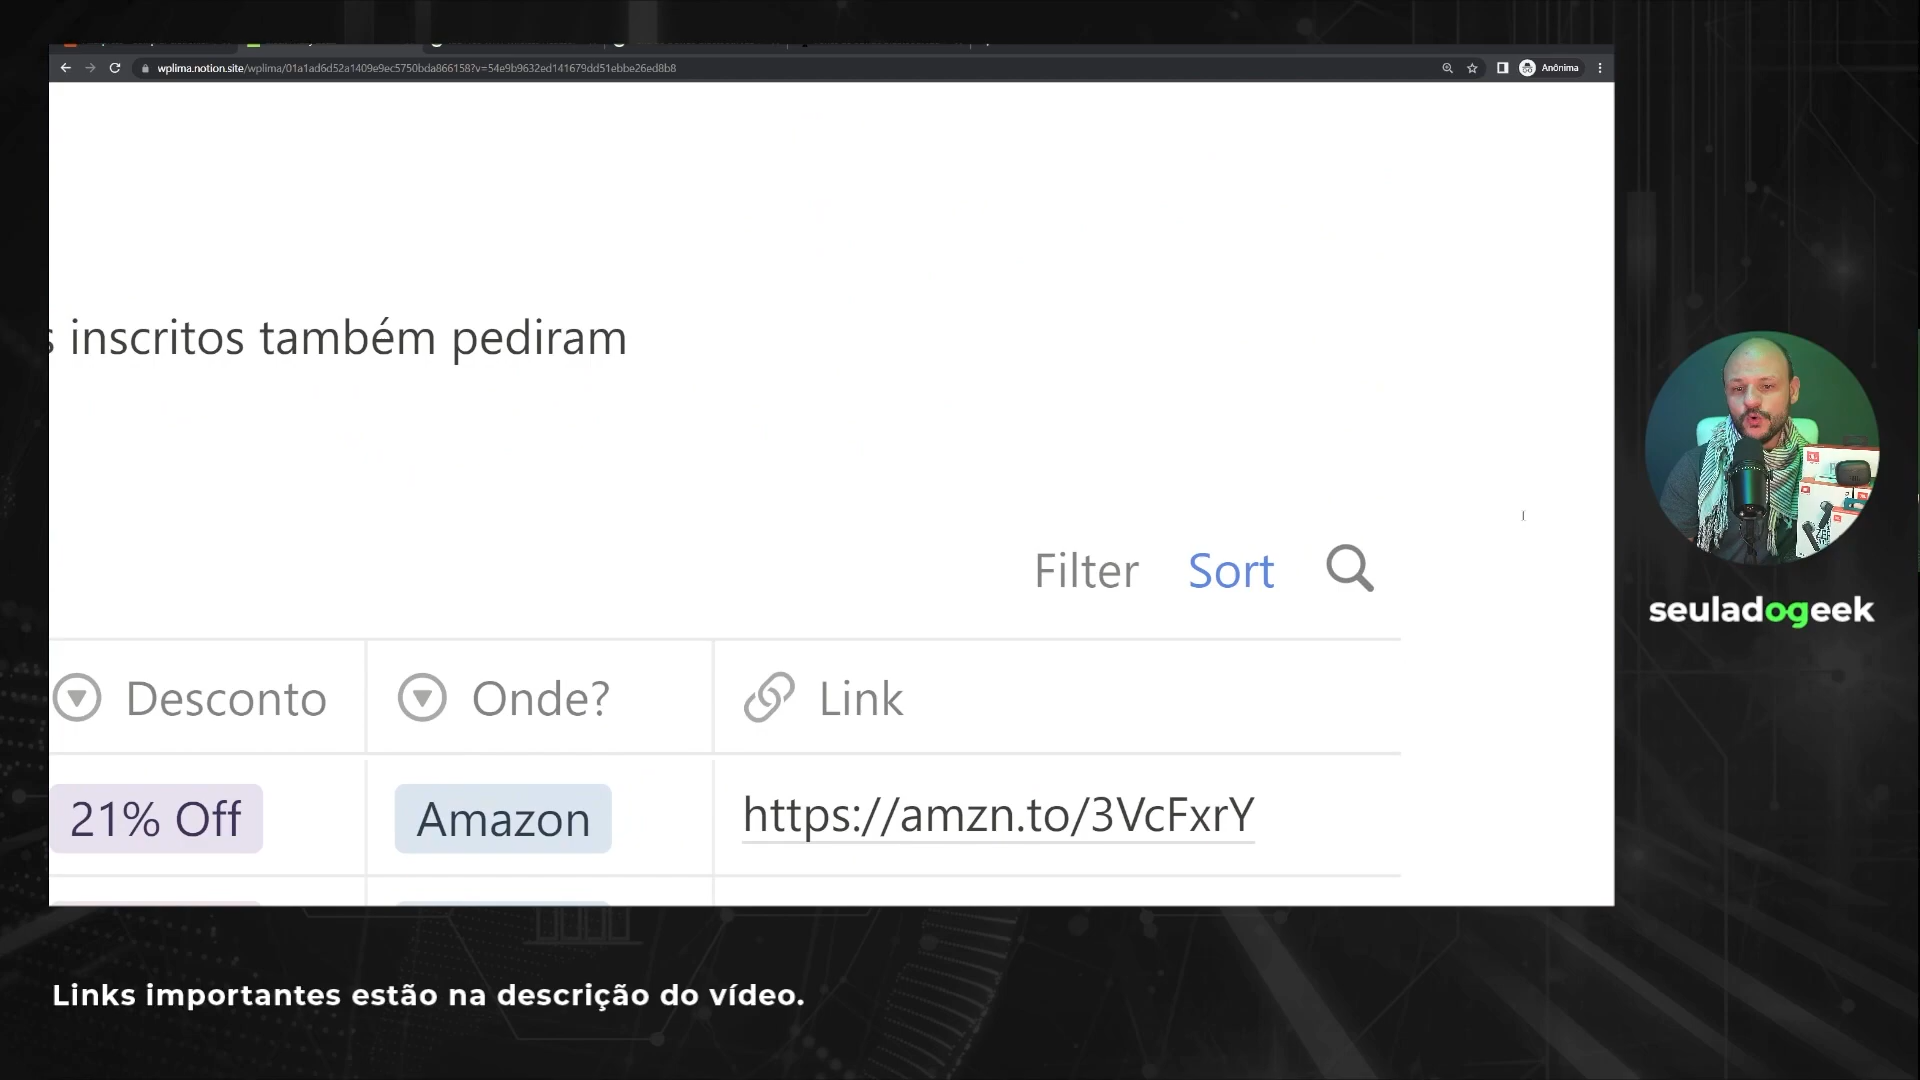 wplima.notion.site/wplima/01a1ad6d52a1409e9ec5750bda866158?v=54e9b9632ed141679dd51ebbe26ed8b8
Anônima
inscritos também pediram
Filter Sort
Desconto Onde? Link
21% Off Amazon https://amzn.to/3VcFxrY
seuladogeek
Links importantes estão na descrição do vídeo.